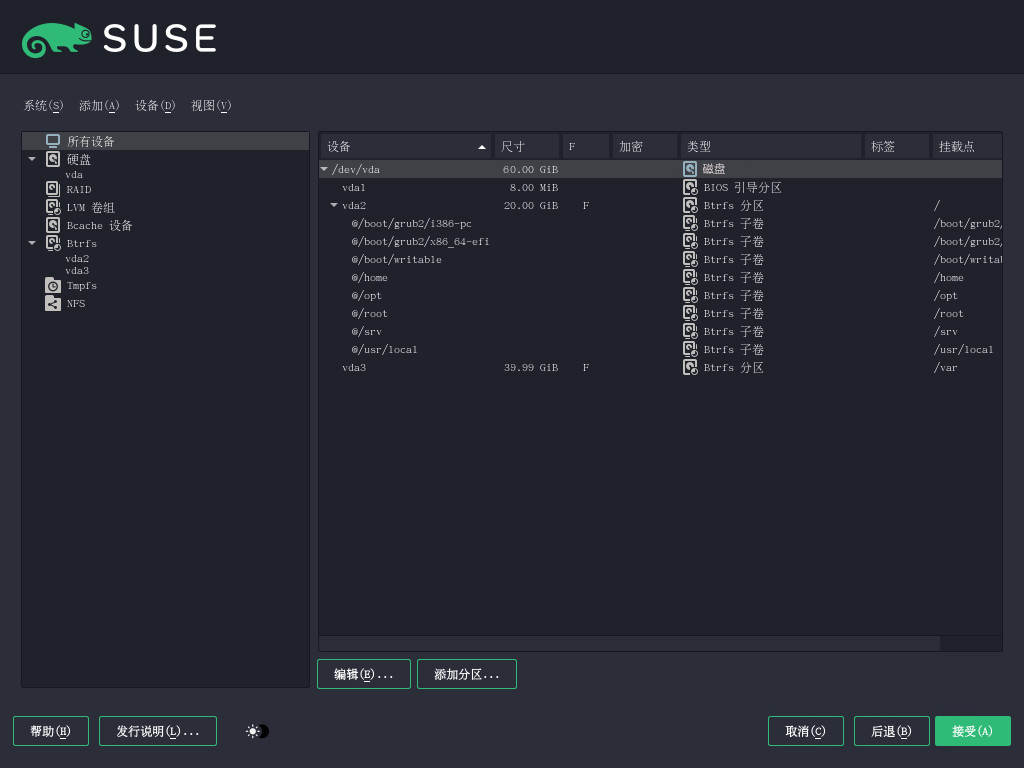 SUSE
系统(S) 添加(A) 设备(D) 视图(V)
所有设备
硬盘
vda
RAID
LVM 卷组
Bcache 设备
Btrfs
vda2
vda3
Tmpfs
NFS
设备 尺寸 F 加密 类型 标签 挂载点
/dev/vda 60.00 GiB 磁盘
vda1 8.00 MiB BIOS 引导分区
vda2 20.00 GiB F Btrfs 分区 /
@/boot/grub2/i386-pc Btrfs 子卷 /boot/grub2/
@/boot/grub2/x86_64-efi Btrfs 子卷 /boot/grub2/
@/boot/writable Btrfs 子卷 /boot/writab
@/home Btrfs 子卷 /home
@/opt Btrfs 子卷 /opt
@/root Btrfs 子卷 /root
@/srv Btrfs 子卷 /srv
@/usr/local Btrfs 子卷 /usr/local
vda3 39.99 GiB F Btrfs 分区 /var
编辑(E)... 添加分区...
帮助(H) 发行说明(L)... 取消(C) 后退(B) 接受(A)